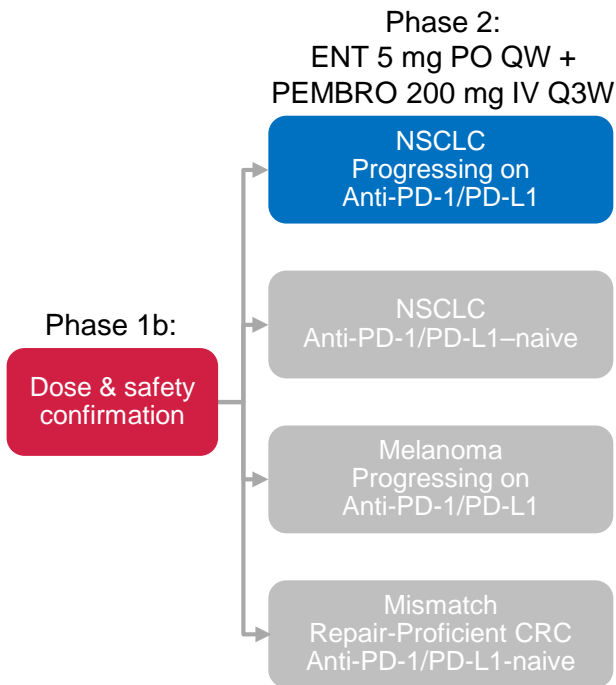 Phase 2:
ENT 5 mg PO QW +
PEMBRO 200 mg IV Q3W
NSCLC
Progressing on
Anti-PD-1/PD-L1
NSCLC
Anti-PD-1/PD-L1–naive
Phase 1b:
Dose & safety
confirmation
Melanoma
Progressing on
Anti-PD-1/PD-L1
Mismatch
Repair-Proficient CRC
Anti-PD-1/PD-L1-naive